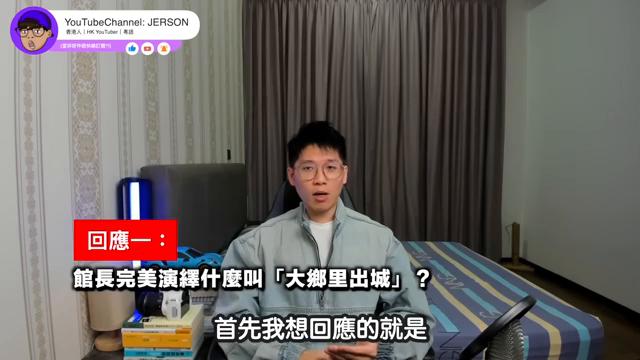 YouTubeChannel: JERSON
香港人｜HK YouTuber｜粵語
回應一：
館長完美演繹什麼叫「大鄉里出城」？
首先我想回應的就是